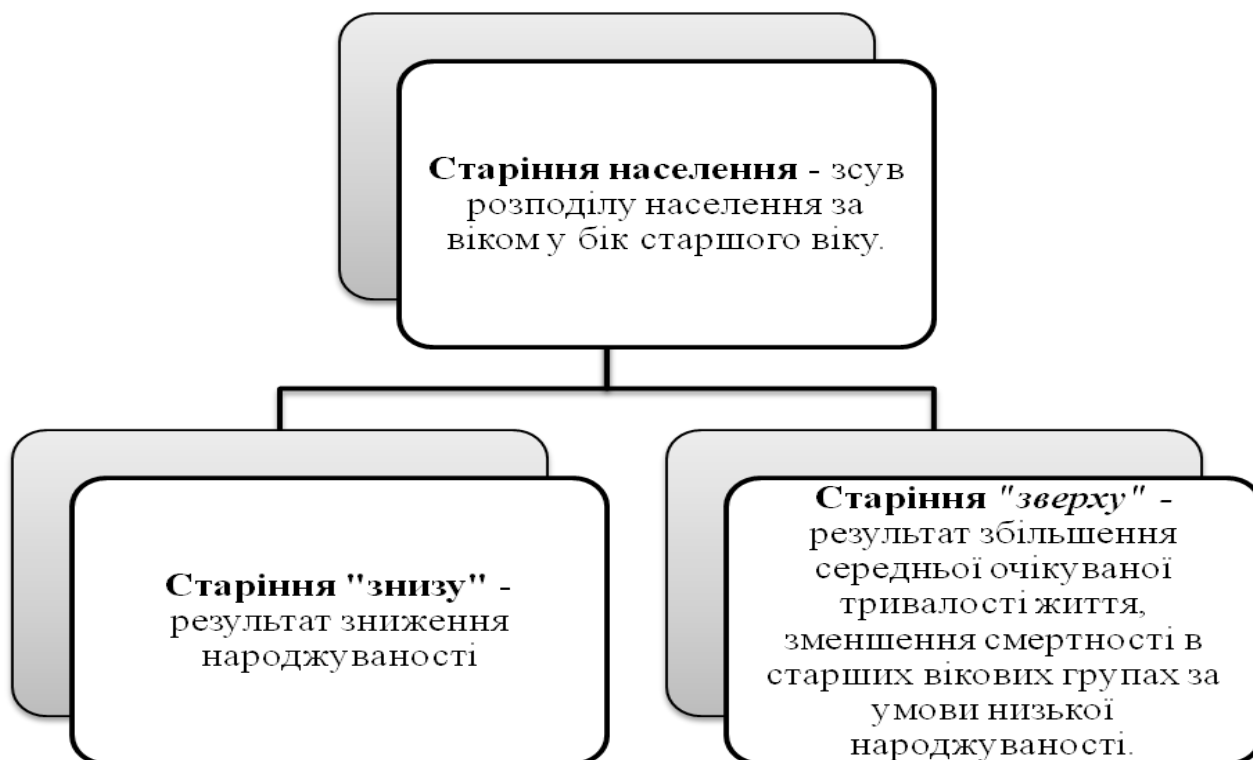 Старіння населення - зсув
розподілу населення за
віком у бік старшого віку.
Старіння "знизу" -
результат зниження
народжуваності
Старіння "зверху" -
результат збільшення
середньої очікуваної
тривалості життя,
зменшення смертності в
старших вікових групах за
умови низької
народжуваності.